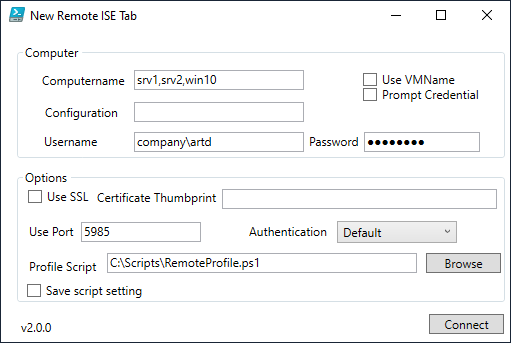 New Remote ISE Tab
Computer
Computername srv1,srv2,win10 Use VMName
Prompt Credential
Configuration
Username company\artd Password ●●●●●●●●
Options
Use SSL Certificate Thumbprint
Use Port 5985 Authentication Default
Profile Script C:\Scripts\RemoteProfile.ps1 Browse
Save script setting
v2.0.0 Connect